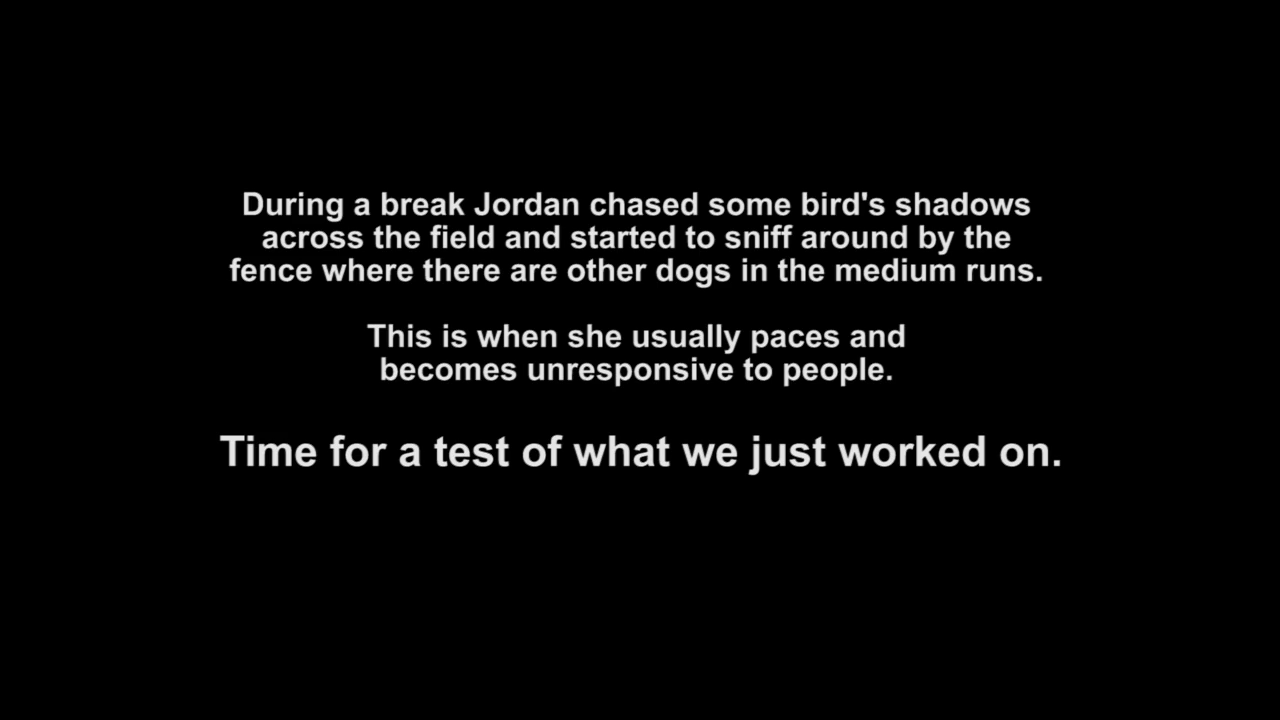 During a break Jordan chased some bird's shadows
across the field and started to sniff around by the
fence where there are other dogs in the medium runs.
This is when she usually paces and
becomes unresponsive to people.
Time for a test of what we just worked on.